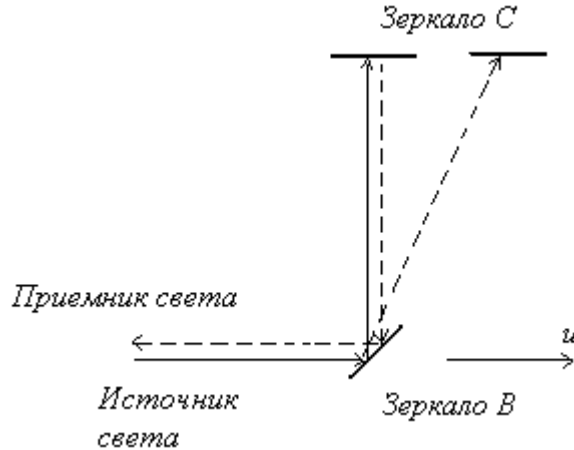 Зеркало C
Приемник света
u
Источник
света
Зеркало B